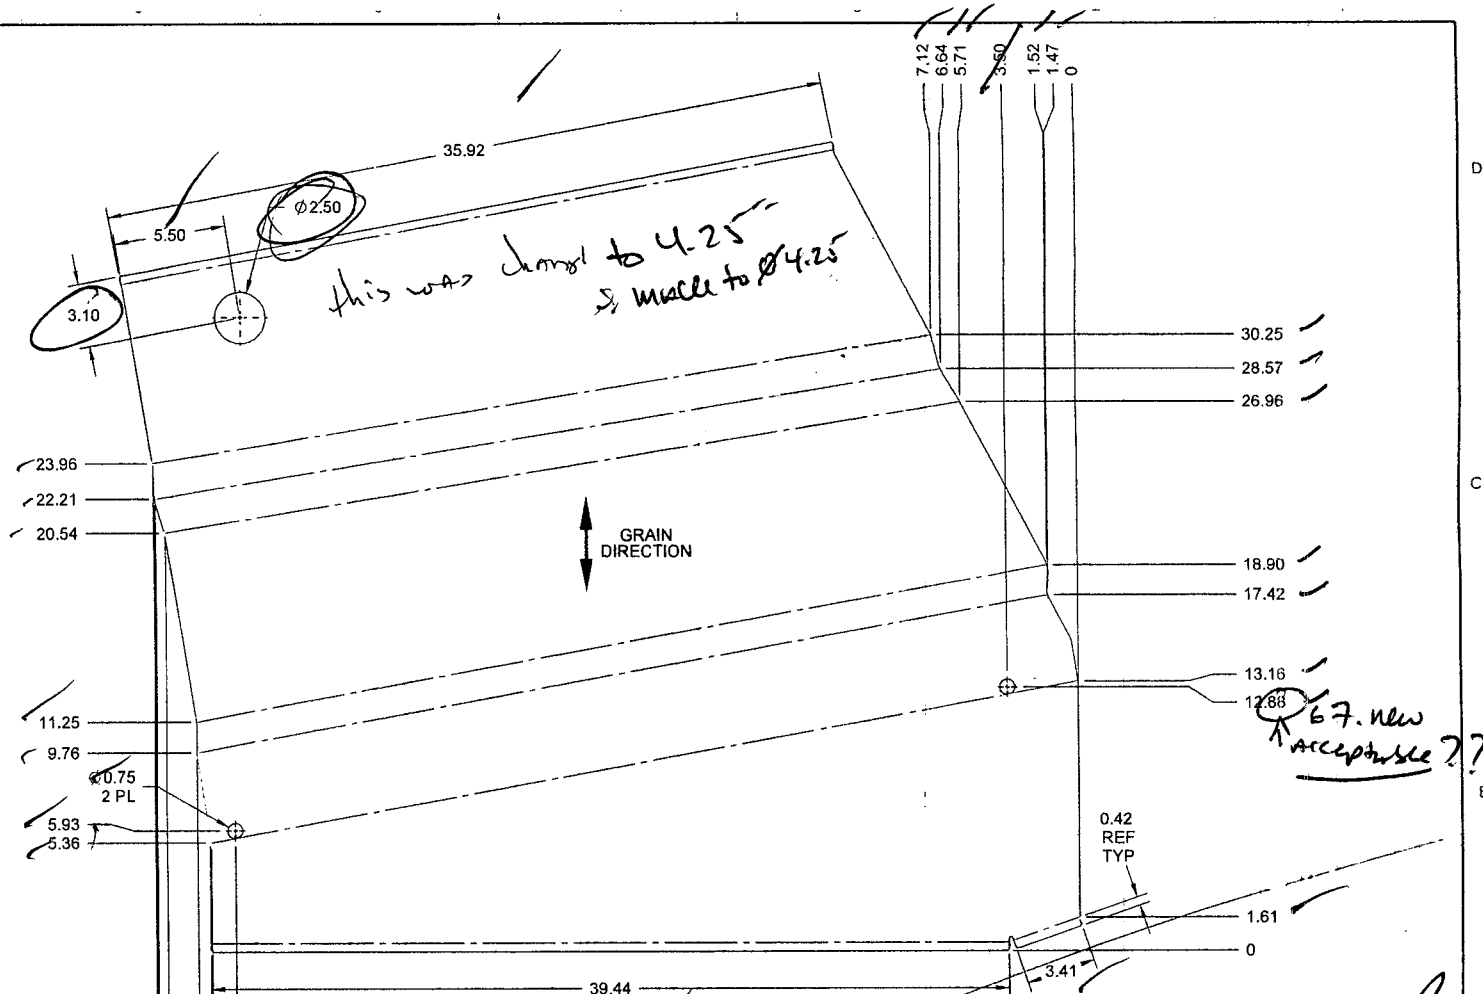 7.12
6.64
5.71
3.50
1.52
1.47
0
D
35.92
Ø2.50
5.50
this was changed to 4.25"
& made to Ø4.25"
3.10
30.25
28.57
26.96
23.96
22.21
20.54
C
GRAIN
DIRECTION
18.90
17.42
13.16
12.88
67. new
Acceptable ??
11.25
9.76
Ø0.75
2 PL
5.93
5.36
0.42
REF
TYP
1.61
0
3.41
39.44